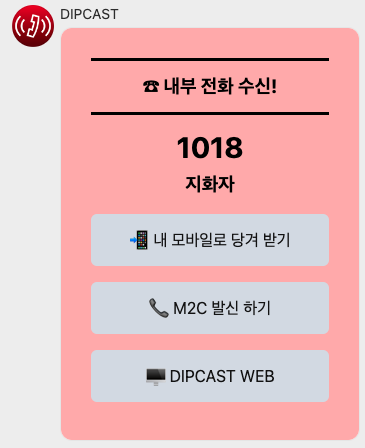 DIPCAST
☎ 내부 전화 수신!
1018
지화자
📲 내 모바일로 당겨 받기
📞 M2C 발신 하기
🖥️ DIPCAST WEB